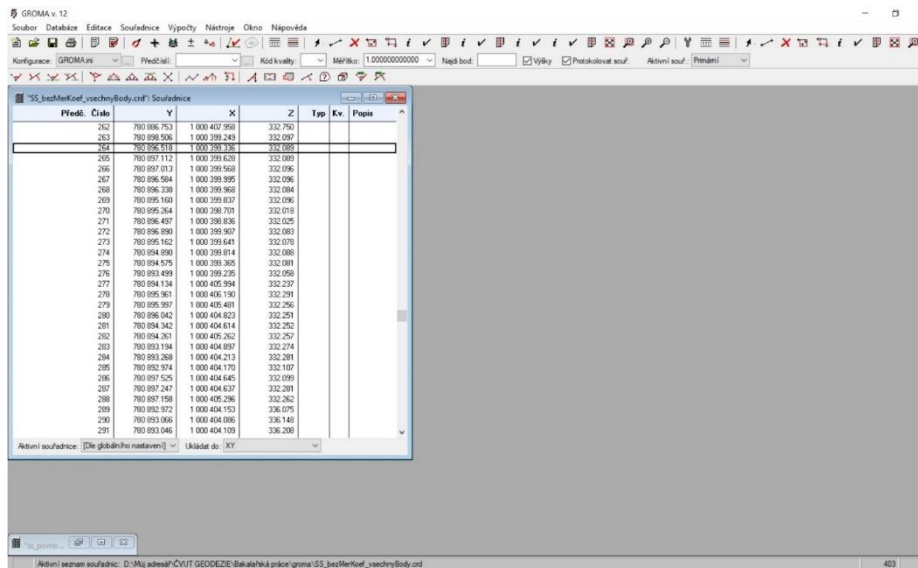 GROMA v. 12
Soubor Databáze Editace Souřadnice Výpočty Nástroje Okno Nápověda
Konfigurace: GROMA.ini Předčíslí: Kód kvality: Měřítko: 1.000000000000 Najdi bod: Výšky Protokolovat souř. Aktivní souř.: Primární
"SS_bezMerKoef_vsechnyBody.crd": Souřadnice
Předč. Číslo Y X Z Typ Kv. Popis
262 780 886.753 1 000 407.958 332.750
263 780 898.506 1 000 399.249 332.097
264 780 896.518 1 000 399.336 332.089
265 780 897.112 1 000 399.628 332.089
266 780 897.013 1 000 399.568 332.096
267 780 896.584 1 000 399.995 332.096
268 780 896.338 1 000 399.968 332.084
269 780 895.160 1 000 399.837 332.096
270 780 895.264 1 000 398.701 332.018
271 780 896.497 1 000 398.836 332.025
272 780 896.890 1 000 399.907 332.083
273 780 895.162 1 000 399.641 332.078
274 780 894.890 1 000 399.814 332.088
275 780 894.575 1 000 399.365 332.081
276 780 893.499 1 000 399.235 332.058
277 780 894.134 1 000 405.994 332.237
278 780 895.961 1 000 406.190 332.291
279 780 895.997 1 000 405.481 332.256
280 780 896.042 1 000 404.823 332.251
281 780 894.342 1 000 404.614 332.252
282 780 894.261 1 000 405.262 332.257
283 780 893.194 1 000 404.897 332.274
284 780 893.268 1 000 404.213 332.281
285 780 892.974 1 000 404.170 332.107
286 780 897.525 1 000 404.645 332.099
287 780 897.247 1 000 404.637 332.281
288 780 897.158 1 000 405.296 332.262
289 780 892.972 1 000 404.153 336.075
290 780 893.066 1 000 404.086 336.148
291 780 893.046 1 000 404.109 336.208
Aktivní souřadnice: [Dle globálního nastavení] Ukládat do: XY
Aktivní seznam souřadnic: D:\Můj adresář\ČVUT GEODEZIE\Bakalářská práce\groma\SS_bezMerKoef_vsechnyBody.crd 403